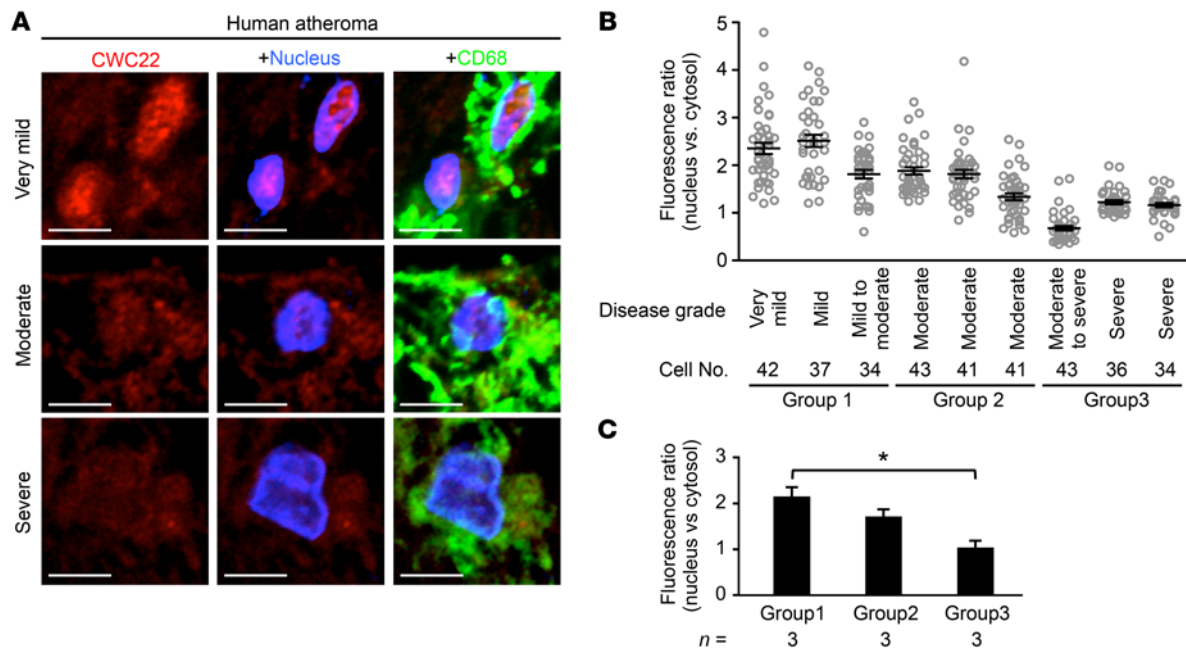 A
Human atheroma
CWC22 +Nucleus +CD68
Very mild
Moderate
Severe
B
Fluorescence ratio
(nucleus vs. cytosol)
5
4
3
2
1
0
Disease grade
Very
mild
Mild
Mild to
moderate
Moderate
Moderate
Moderate
Moderate
to severe
Severe
Severe
Cell No. 42 37 34 43 41 41 43 36 34
Group 1 Group 2 Group3
C
Fluorescence ratio
(nucleus vs cytosol)
3
2
1
0
*
Group1 Group2 Group3
n = 3 3 3